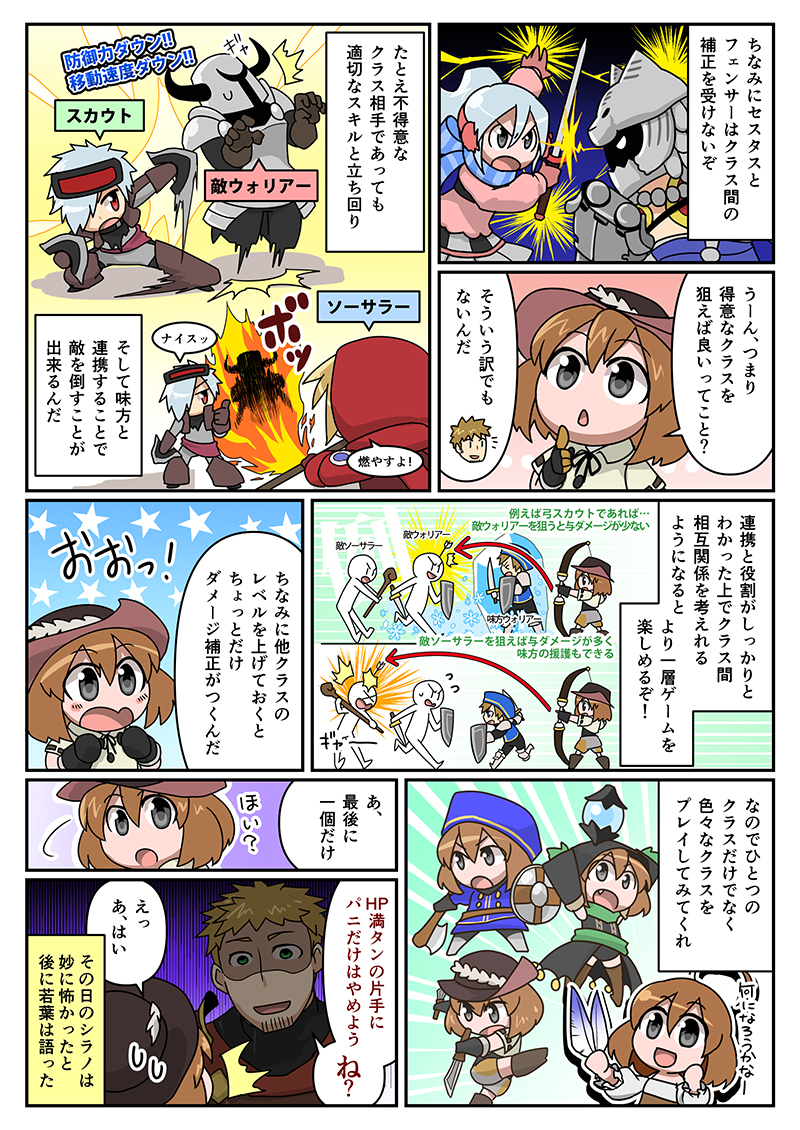 ちなみにセスタスと
フェンサーはクラス間の
補正を受けないぞ
うーん、つまり
得意なクラスを
狙えば良いってこと？
そういう訳でも
ないんだ
たとえ不得意な
クラス相手であっても
適切なスキルと立ち回り
防御力ダウン!!
移動速度ダウン!!
ギャ
スカウト
敵ウォリアー
ソーサラー
ボッ
ナイスッ
燃やすよ!
そして味方と
連携することで
敵を倒すことが
出来るんだ
連携と役割がしっかりと
わかった上でクラス間
相互関係を考えれる
ようになると
より一層ゲームを
楽しめるぞ！
例えば弓スカウトであれば…
敵ウォリアーを狙うと与ダメージが少ない
敵ウォリアー
敵ソーサラー
味方ウォリアー
敵ソーサラーを狙えば与ダメージが多く
味方の援護もできる
ギャー
ちなみに他クラスの
レベルを上げておくと
ちょっとだけ
ダメージ補正がつくんだ
おおっ！
なのでひとつの
クラスだけでなく
色々なクラスを
プレイしてみてくれ
何になろうかなー
あ、
最後に
一個だけ
ほい？
HP
満タンの片手に
パニだけはやめよう
ね？
えっ
あ、はい
その日のシラノは
妙に怖かったと
後に若葉は語った